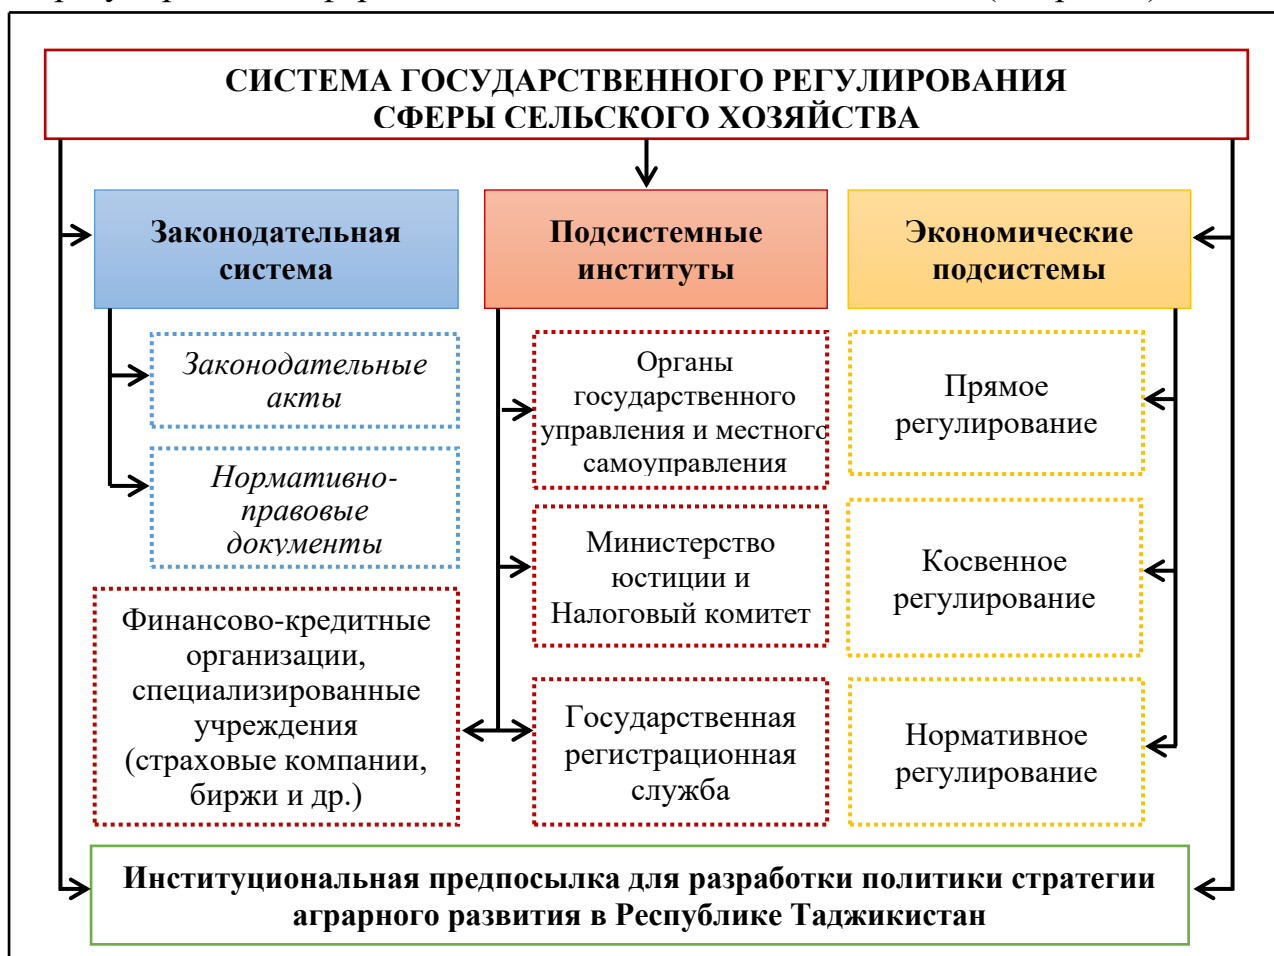 СИСТЕМА ГОСУДАРСТВЕННОГО РЕГУЛИРОВАНИЯ
СФЕРЫ СЕЛЬСКОГО ХОЗЯЙСТВА
Законодательная
система
Законодательные
акты
Нормативно-
правовые
документы
Подсистемные
институты
Органы
государственного
управления и местного
самоуправления
Министерство
юстиции и
Налоговый комитет
Государственная
регистрационная
служба
Финансово-кредитные
организации,
специализированные
учреждения
(страховые компании,
биржи и др.)
Экономические
подсистемы
Прямое
регулирование
Косвенное
регулирование
Нормативное
регулирование
Институциональная предпосылка для разработки политики стратегии
аграрного развития в Республике Таджикистан